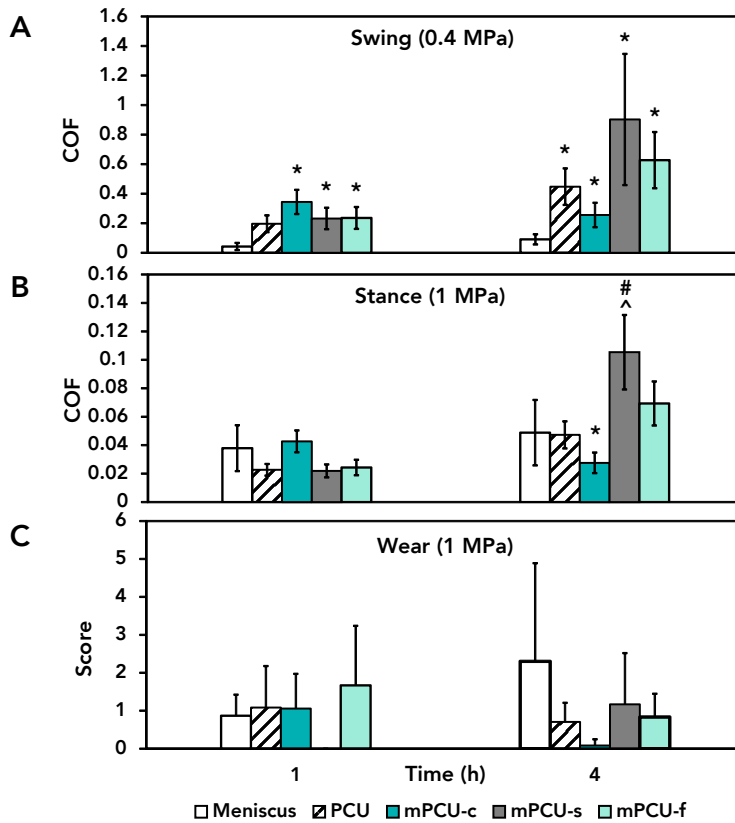 A
Swing (0.4 MPa)
COF
1.6
1.4
1.2
1
0.8
0.6
0.4
0.2
0
* * *
* * * *
B
Stance (1 MPa)
COF
0.16
0.14
0.12
0.1
0.08
0.06
0.04
0.02
0
#
^
*
C
Wear (1 MPa)
Score
6
5
4
3
2
1
0
1 Time (h) 4
Meniscus PCU mPCU-c mPCU-s mPCU-f